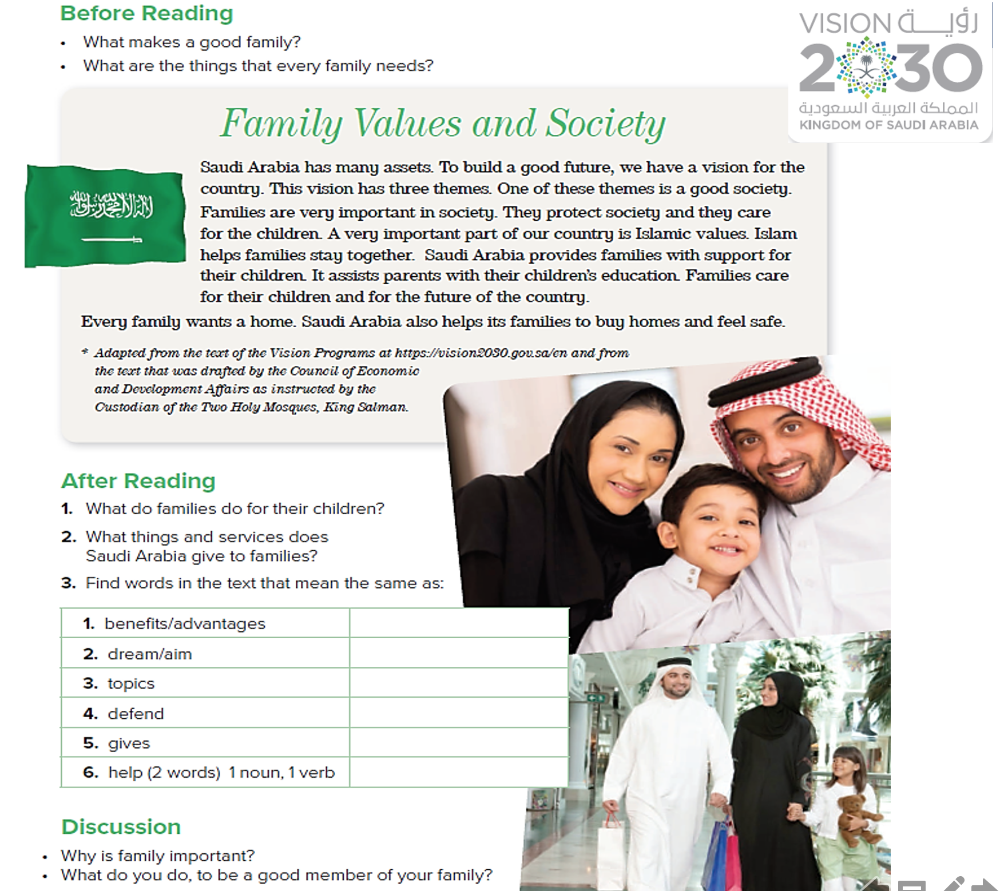 Before Reading
• What makes a good family?
• What are the things that every family needs?
VISION رؤيـــة
2030
المملكة العربية السعودية
KINGDOM OF SAUDI ARABIA
Family Values and Society
لا إله إلا الله محمد رسول الله
Saudi Arabia has many assets. To build a good future, we have a vision for the
country. This vision has three themes. One of these themes is a good society.
Families are very important in society. They protect society and they care
for the children. A very important part of our country is Islamic values. Islam
helps families stay together. Saudi Arabia provides families with support for
their children. It assists parents with their children's education. Families care
for their children and for the future of the country.
Every family wants a home. Saudi Arabia also helps its families to buy homes and feel safe.
* Adapted from the text of the Vision Programs at https://vision2030.gov.sa/en and from
the text that was drafted by the Council of Economic
and Development Affairs as instructed by the
Custodian of the Two Holy Mosques, King Salman.
After Reading
1. What do families do for their children?
2. What things and services does
Saudi Arabia give to families?
3. Find words in the text that mean the same as:
1. benefits/advantages
2. dream/aim
3. topics
4. defend
5. gives
6. help (2 words) 1 noun, 1 verb
Discussion
• Why is family important?
• What do you do, to be a good member of your family?